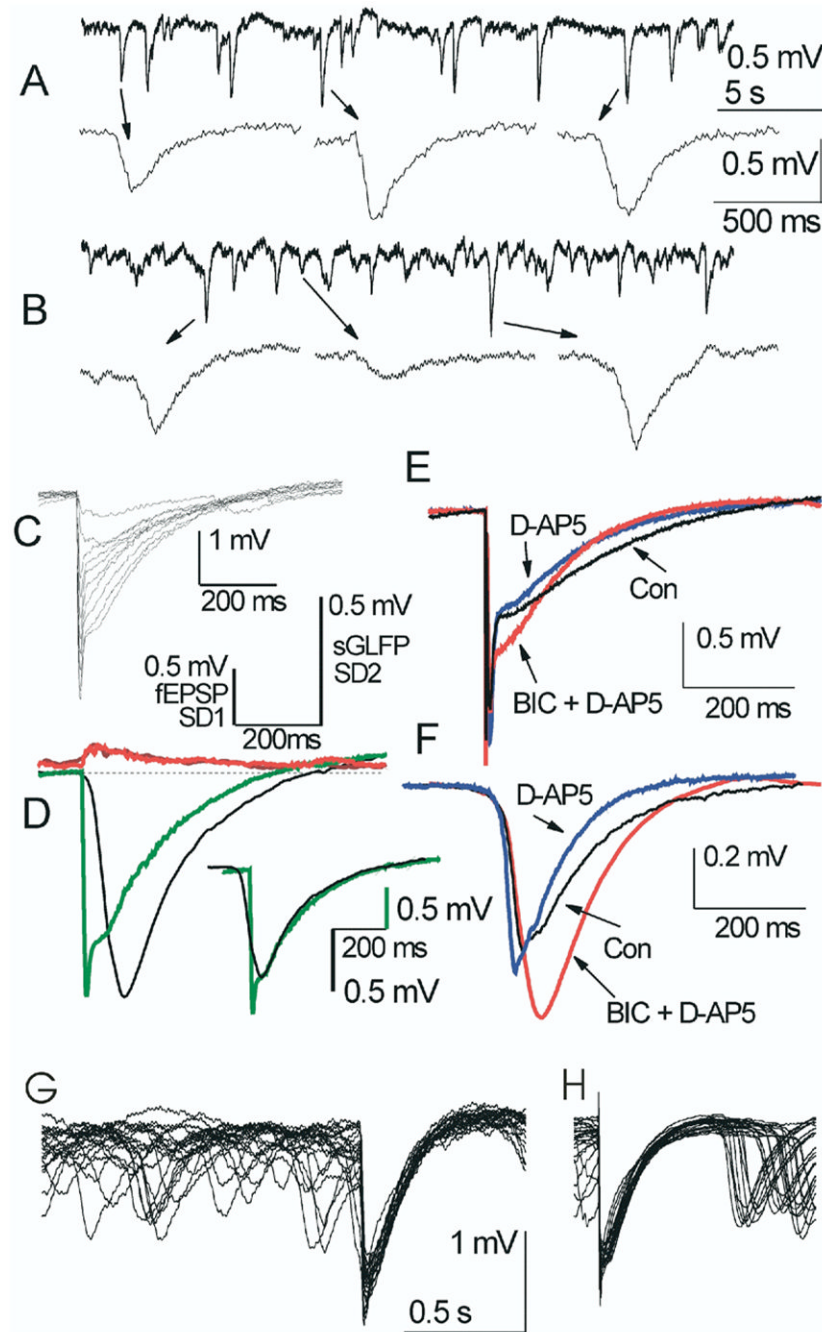 A
0.5 mV
5 s
0.5 mV
500 ms
B
C
1 mV
200 ms
0.5 mV
fEPSP
SD1
0.5 mV
sGLFP
SD2
200ms
E
D-AP5
Con
BIC + D-AP5
0.5 mV
200 ms
D
0.5 mV
200 ms
0.5 mV
F
D-AP5
Con
BIC + D-AP5
0.2 mV
200 ms
G
1 mV
0.5 s
H